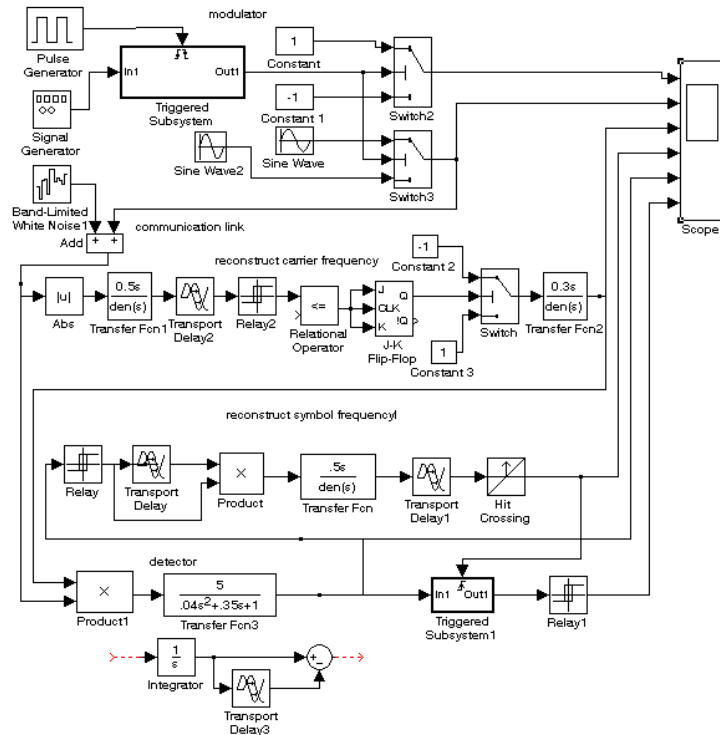 modulator
Pulse
Generator
In1
Out1
Triggered
Subsystem
Signal
Generator
1
Constant
-1
Constant 1
Switch2
Sine Wave2
Sine Wave
Switch3
Scope
Band-Limited
White Noise1
Add
+ +
communication link
reconstruct carrier frequency
|u|
Abs
0.5s
den(s)
Transfer Fcn1
Transport
Delay2
Relay2
<=
Relational
Operator
J
CLK
K
Q
!Q
J-K
Flip-Flop
-1
Constant 2
1
Constant 3
Switch
0.3s
den(s)
Transfer Fcn2
reconstruct symbol frequencyl
Relay
Transport
Delay
×
Product
.5s
den(s)
Transfer Fcn
Transport
Delay1
Hit
Crossing
detector
×
Product1
5
.04s²+.35s+1
Transfer Fcn3
In1
Out1
Triggered
Subsystem1
Relay1
1
s
Integrator
Transport
Delay3
+
−